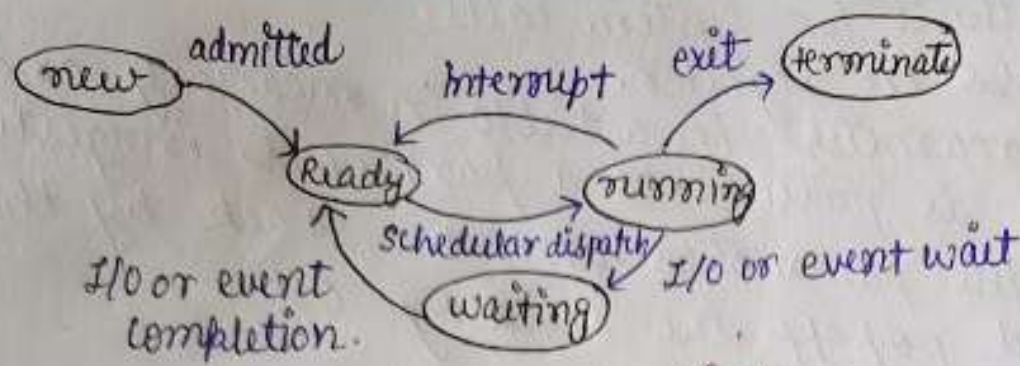 new
admitted
Interrupt
exit
terminate
Ready
running
Schedular dispatch
I/O or event wait
waiting
I/O or event
completion.